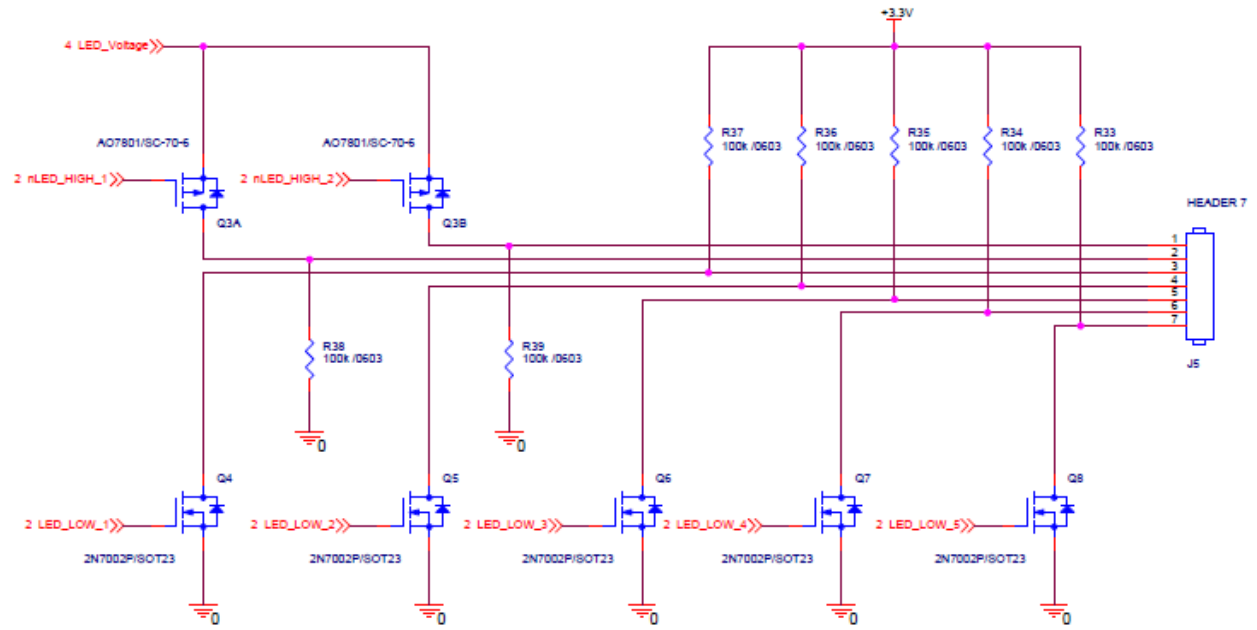 +3.3V
4 LED_Voltage
AO7801/SC-70-6
AO7801/SC-70-6
R37
100k /0603
R36
100k /0603
R35
100k /0603
R34
100k /0603
R33
100k /0603
2 nLED_HIGH_1
2 nLED_HIGH_2
Q3A
Q3B
HEADER 7
1
2
3
4
5
6
7
J5
R38
100k /0603
R39
100k /0603
0
0
Q4
Q5
Q6
Q7
Q8
2 LED_LOW_1
2 LED_LOW_2
2 LED_LOW_3
2 LED_LOW_4
2 LED_LOW_5
2N7002P/SOT23
2N7002P/SOT23
2N7002P/SOT23
2N7002P/SOT23
2N7002P/SOT23
0
0
0
0
0